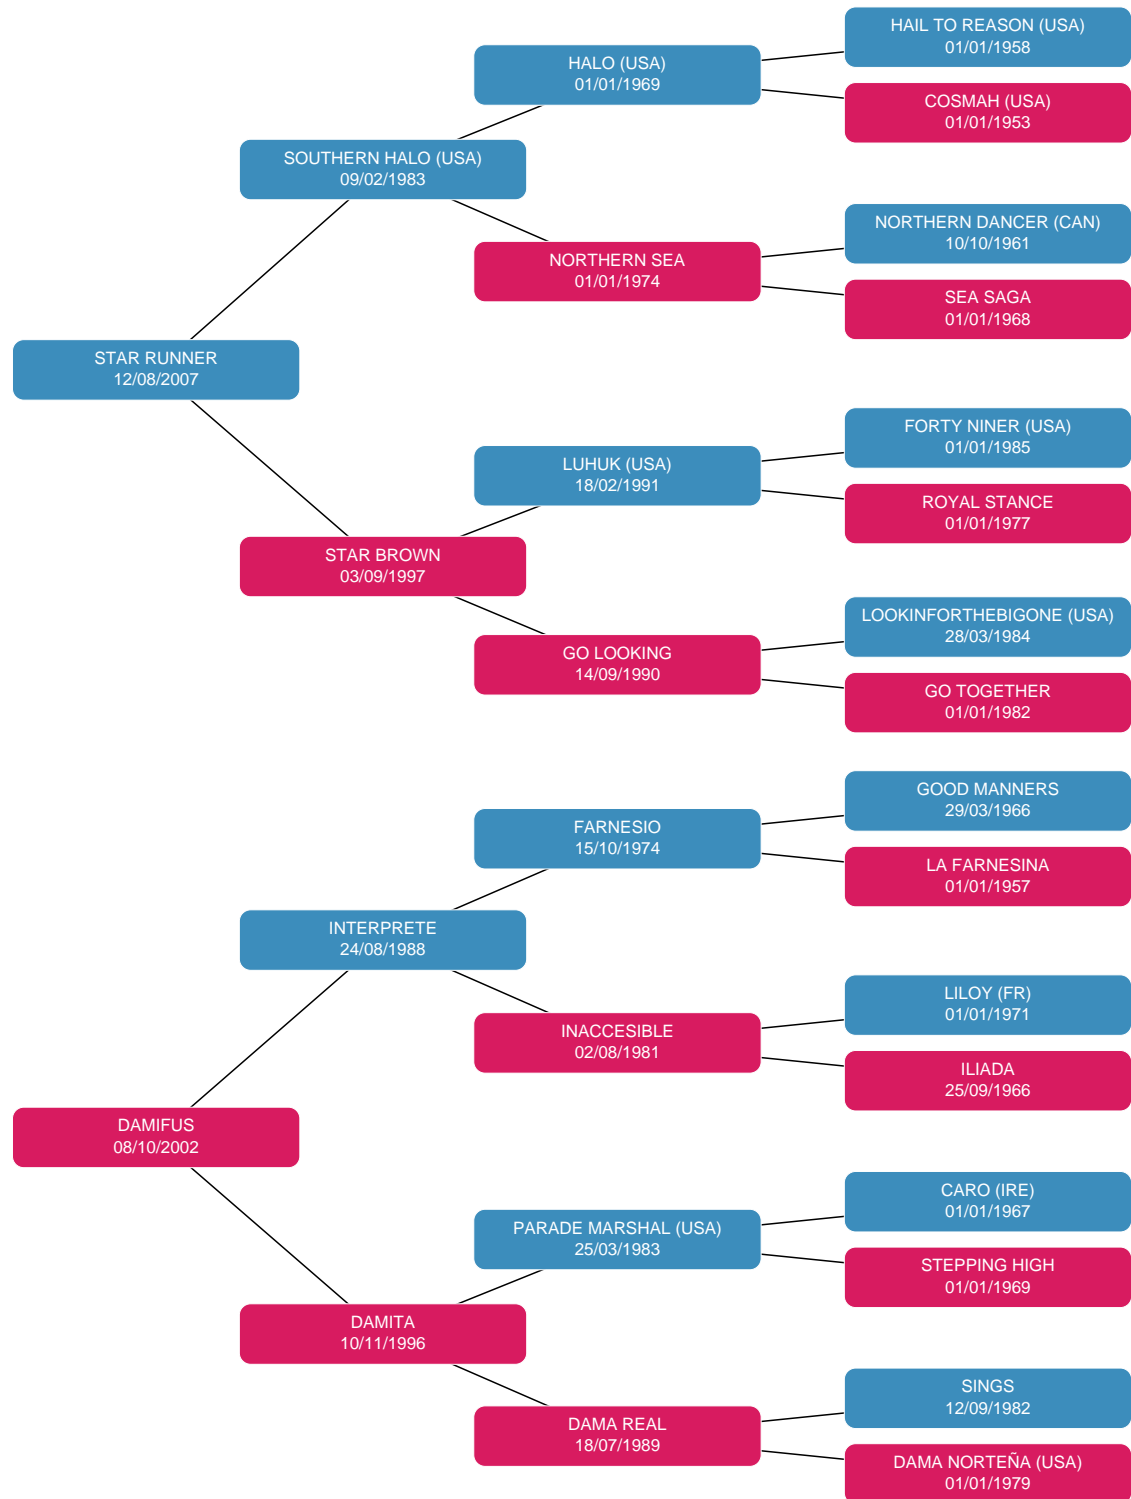 HAIL TO REASON (USA)
01/01/1958
HALO (USA)
01/01/1969
COSMAH (USA)
01/01/1953
SOUTHERN HALO (USA)
09/02/1983
NORTHERN DANCER (CAN)
10/10/1961
NORTHERN SEA
01/01/1974
SEA SAGA
01/01/1968
STAR RUNNER
12/08/2007
FORTY NINER (USA)
01/01/1985
LUHUK (USA)
18/02/1991
ROYAL STANCE
01/01/1977
STAR BROWN
03/09/1997
LOOKINFORTHEBIGONE (USA)
28/03/1984
GO LOOKING
14/09/1990
GO TOGETHER
01/01/1982
GOOD MANNERS
29/03/1966
FARNESIO
15/10/1974
LA FARNESINA
01/01/1957
INTERPRETE
24/08/1988
LILOY (FR)
01/01/1971
INACCESIBLE
02/08/1981
ILIADA
25/09/1966
DAMIFUS
08/10/2002
CARO (IRE)
01/01/1967
PARADE MARSHAL (USA)
25/03/1983
STEPPING HIGH
01/01/1969
DAMITA
10/11/1996
SINGS
12/09/1982
DAMA REAL
18/07/1989
DAMA NORTEÑA (USA)
01/01/1979